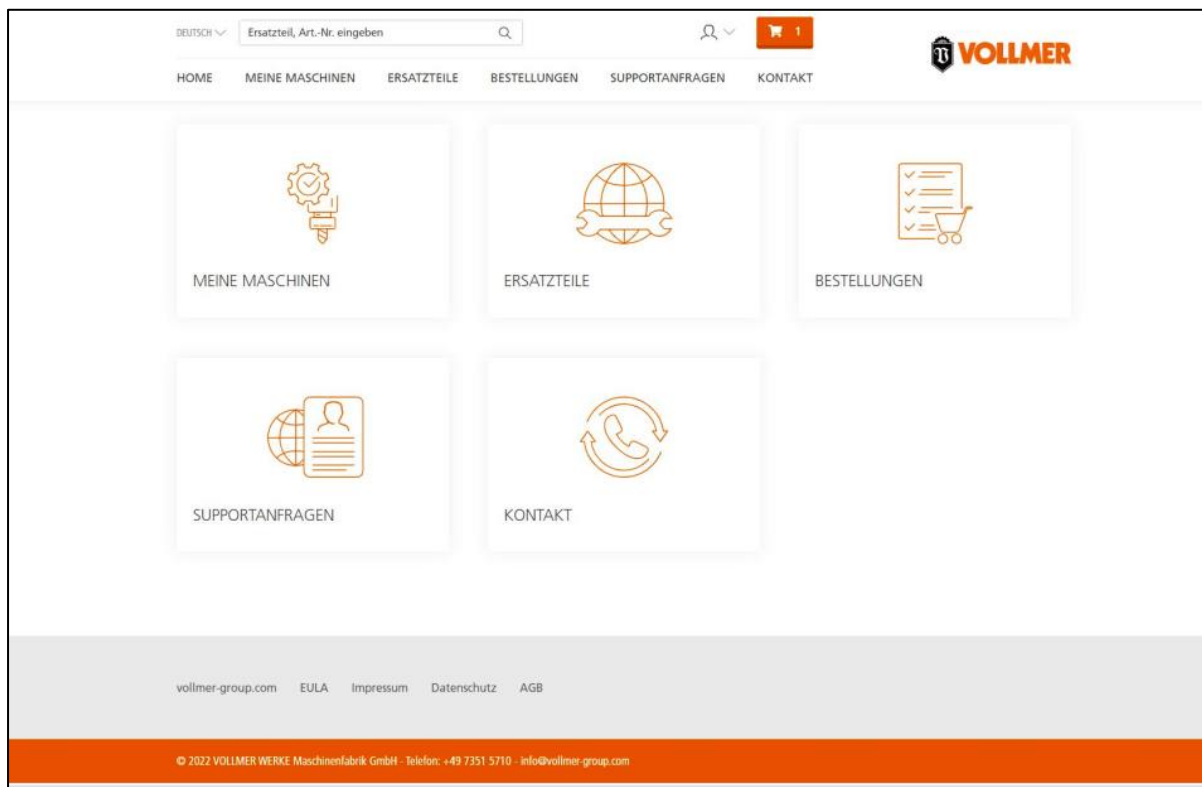 DEUTSCH
Ersatzteil, Art.-Nr. eingeben
1
VOLLMER
HOME MEINE MASCHINEN ERSATZTEILE BESTELLUNGEN SUPPORTANFRAGEN KONTAKT
MEINE MASCHINEN
ERSATZTEILE
BESTELLUNGEN
SUPPORTANFRAGEN
KONTAKT
vollmer-group.com EULA Impressum Datenschutz AGB
© 2022 VOLLMER WERKE Maschinenfabrik GmbH - Telefon: +49 7351 5710 - info@vollmer-group.com